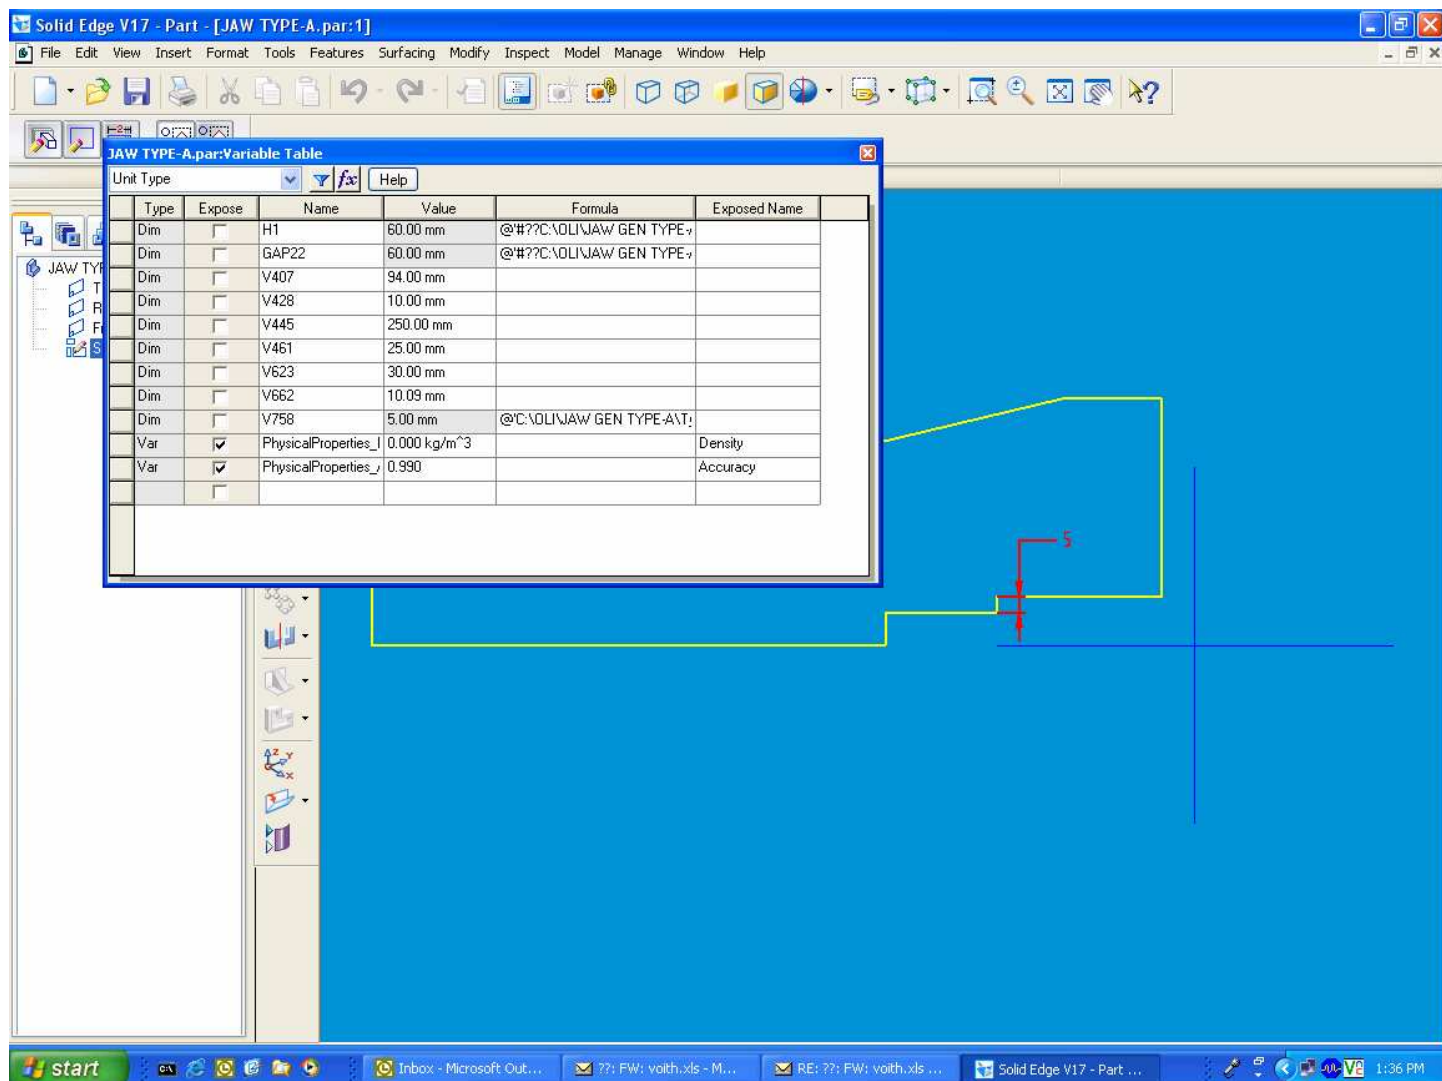 Solid Edge V17 - Part - [JAW TYPE-A.par:1]
File Edit View Insert Format Tools Features Surfacing Modify Inspect Model Manage Window Help
JAW TYPE-A.par:Variable Table
Unit Type fx Help
Type Expose Name Value Formula Exposed Name
Dim H1 60.00 mm @'#??C:\OLI\JAW GEN TYPE-
Dim GAP22 60.00 mm @'#??C:\OLI\JAW GEN TYPE-
Dim V407 94.00 mm
Dim V428 10.00 mm
Dim V445 250.00 mm
Dim V461 25.00 mm
Dim V623 30.00 mm
Dim V662 10.09 mm
Dim V758 5.00 mm @'C:\OLI\JAW GEN TYPE-A\T
Var PhysicalProperties_ 0.000 kg/m^3 Density
Var PhysicalProperties_ 0.990 Accuracy
JAW TYP
T
R
F
S
5
start Inbox - Microsoft Out... ??: FW: voith.xls - M... RE: ??: FW: voith.xls ... Solid Edge V17 - Part ... 1:36 PM